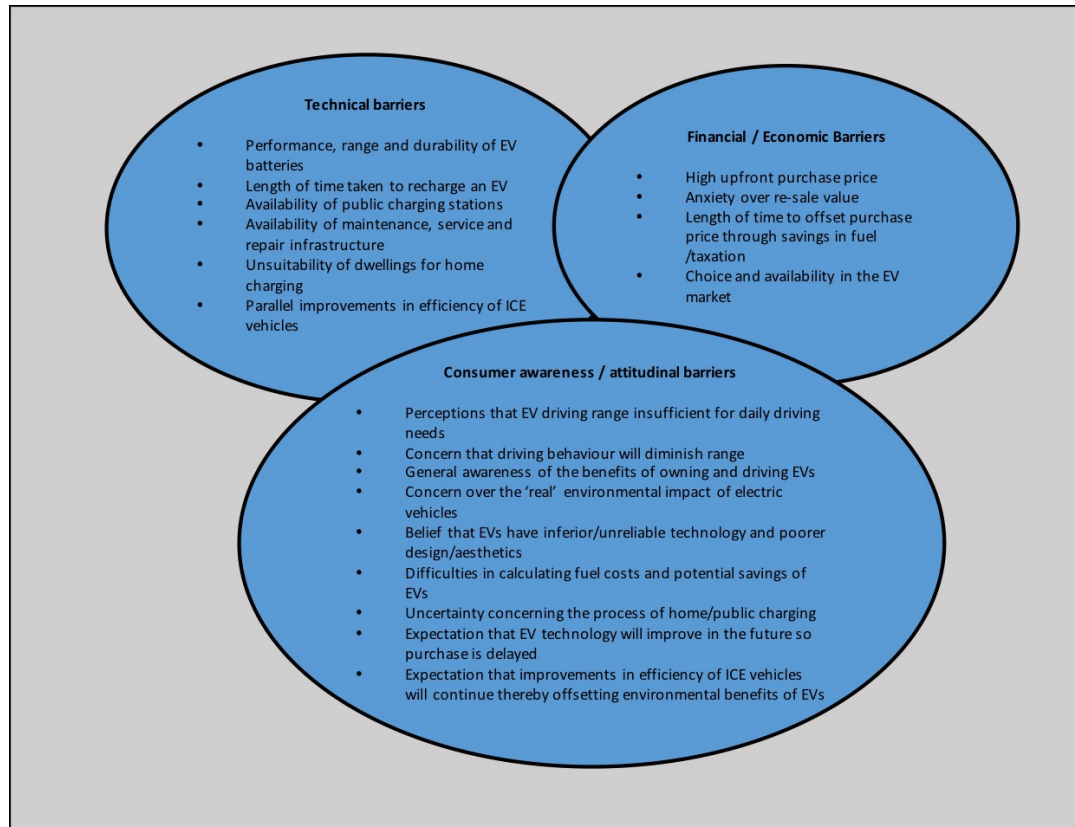 Technical barriers
• Performance, range and durability of EV
batteries
• Length of time taken to recharge an EV
• Availability of public charging stations
• Availability of maintenance, service and
repair infrastructure
• Unsuitability of dwellings for home
charging
• Parallel improvements in efficiency of ICE
vehicles
Financial / Economic Barriers
• High upfront purchase price
• Anxiety over re-sale value
• Length of time to offset purchase
price through savings in fuel
/taxation
• Choice and availability in the EV
market
Consumer awareness / attitudinal barriers
• Perceptions that EV driving range insufficient for daily driving
needs
• Concern that driving behaviour will diminish range
• General awareness of the benefits of owning and driving EVs
• Concern over the ‘real’ environmental impact of electric
vehicles
• Belief that EVs have inferior/unreliable technology and poorer
design/aesthetics
• Difficulties in calculating fuel costs and potential savings of
EVs
• Uncertainty concerning the process of home/public charging
• Expectation that EV technology will improve in the future so
purchase is delayed
• Expectation that improvements in efficiency of ICE vehicles
will continue thereby offsetting environmental benefits of EVs